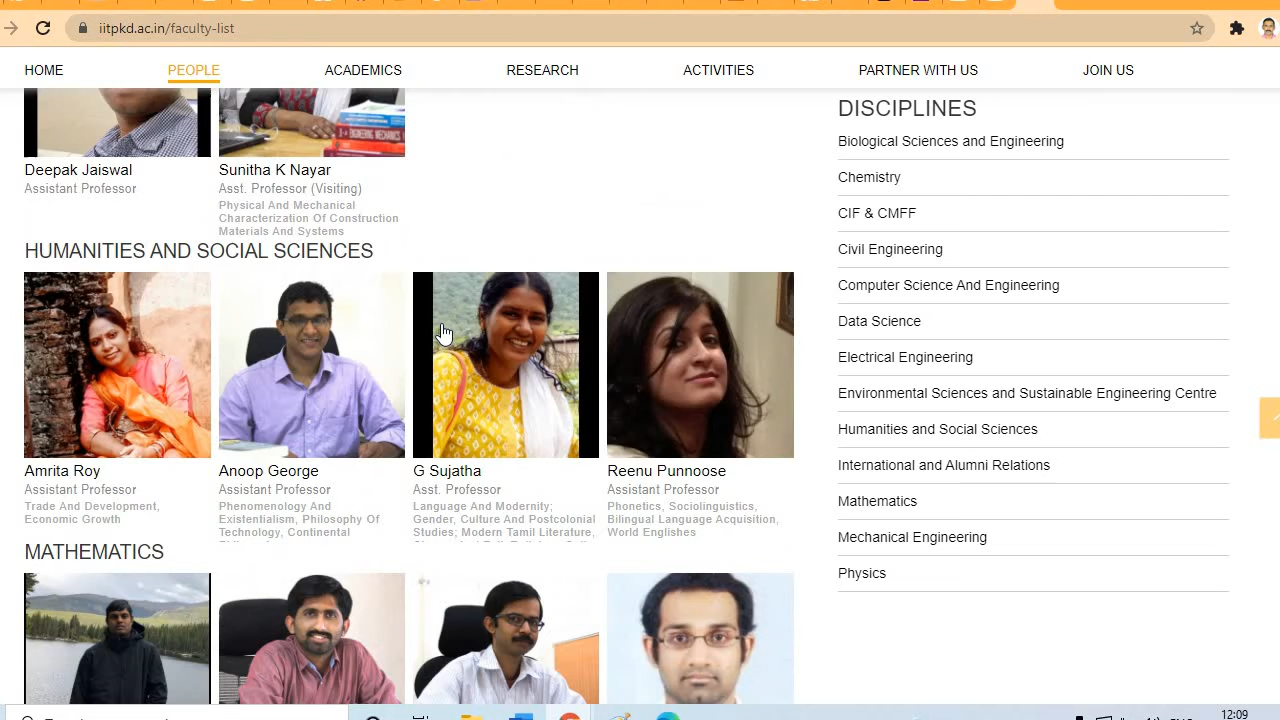 iitpkd.ac.in/faculty-list
HOME PEOPLE ACADEMICS RESEARCH ACTIVITIES PARTNER WITH US JOIN US
ENGINEERING MECHANICS
Deepak Jaiswal
Assistant Professor
Sunitha K Nayar
Asst. Professor (Visiting)
Physical And Mechanical
Characterization Of Construction
Materials And Systems
HUMANITIES AND SOCIAL SCIENCES
Amrita Roy
Assistant Professor
Trade And Development,
Economic Growth
Anoop George
Assistant Professor
Phenomenology And
Existentialism, Philosophy Of
Technology, Continental
G Sujatha
Asst. Professor
Language And Modernity;
Gender, Culture And Postcolonial
Studies; Modern Tamil Literature,
Reenu Punnoose
Assistant Professor
Phonetics, Sociolinguistics,
Bilingual Language Acquisition,
World Englishes
MATHEMATICS
DISCIPLINES
Biological Sciences and Engineering
Chemistry
CIF & CMFF
Civil Engineering
Computer Science And Engineering
Data Science
Electrical Engineering
Environmental Sciences and Sustainable Engineering Centre
Humanities and Social Sciences
International and Alumni Relations
Mathematics
Mechanical Engineering
Physics
12:09